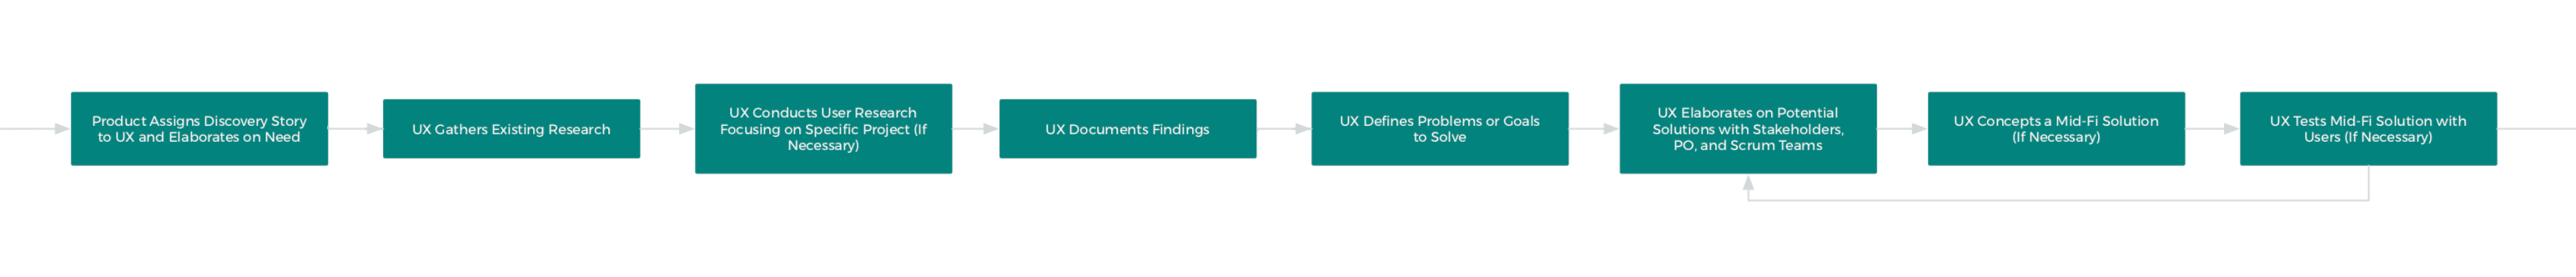 Product Assigns Discovery Story
to UX and Elaborates on Need
UX Gathers Existing Research
UX Conducts User Research
Focusing on Specific Project (If
Necessary)
UX Documents Findings
UX Defines Problems or Goals
to Solve
UX Elaborates on Potential
Solutions with Stakeholders,
PO, and Scrum Teams
UX Concepts a Mid-Fi Solution
(If Necessary)
UX Tests Mid-Fi Solution with
Users (If Necessary)